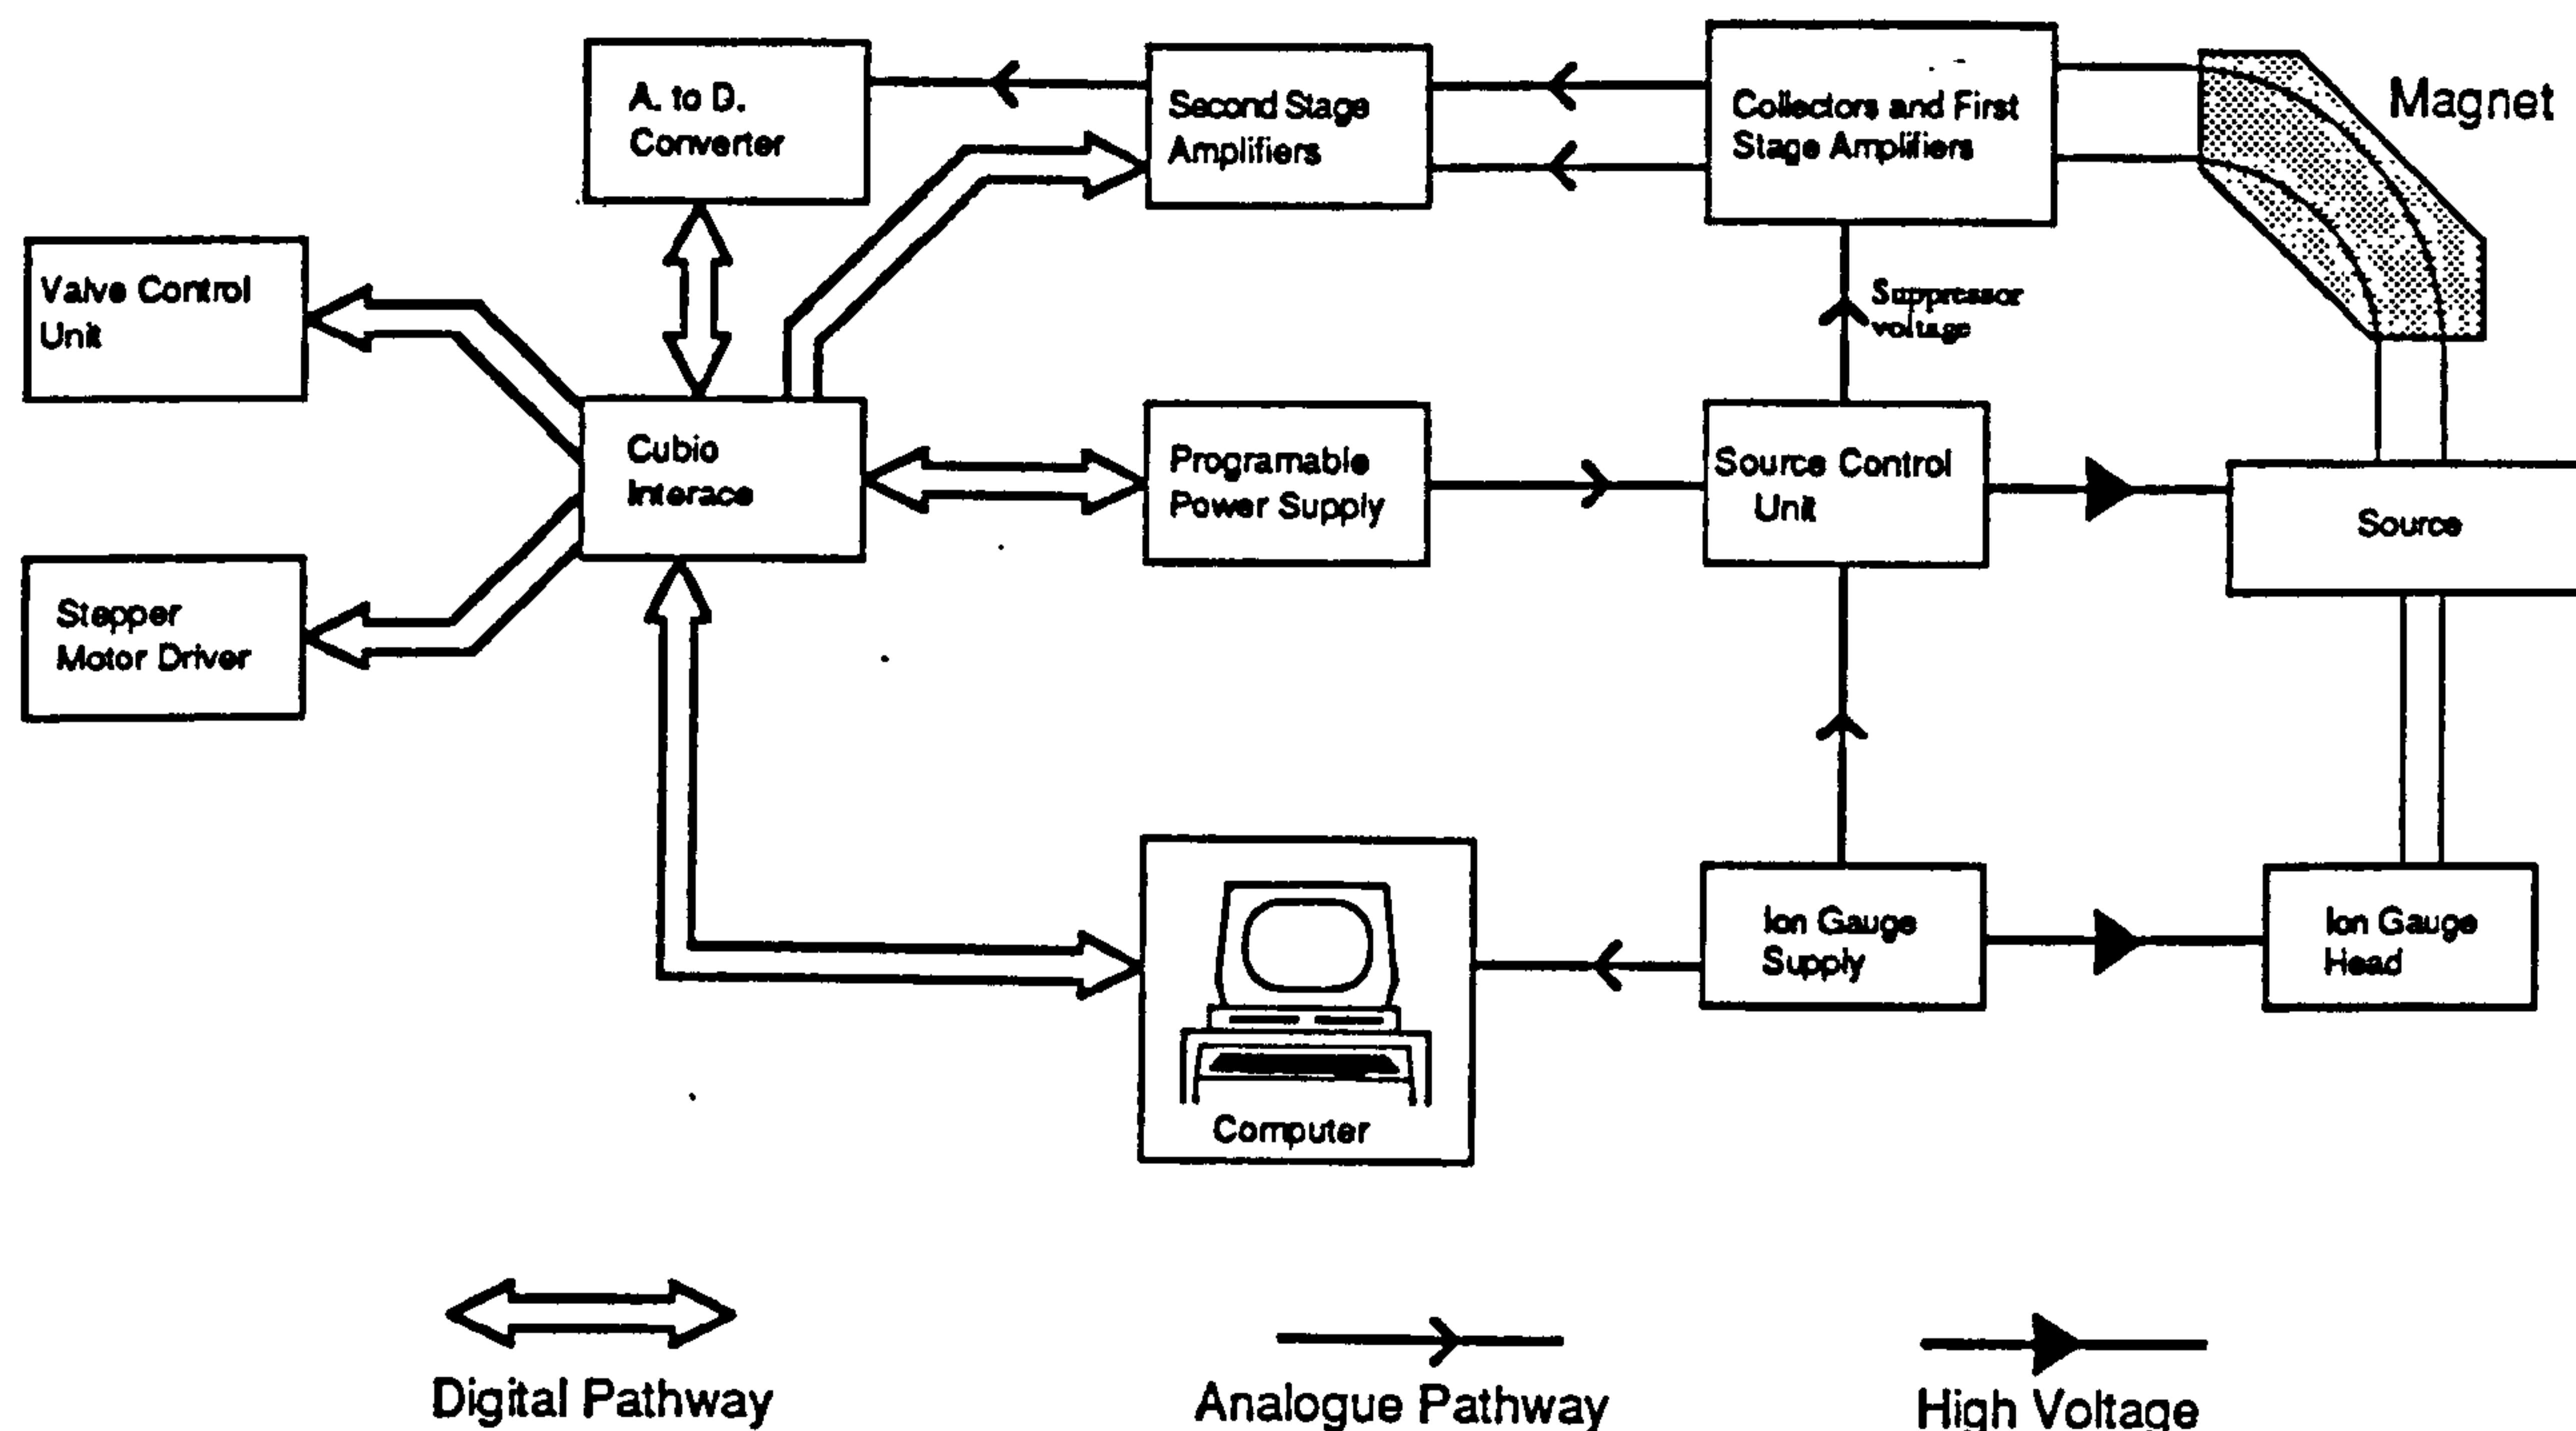 A. to D.
Converter
Second Stage
Amplifiers
Collectors and First
Stage Amplifiers
Magnet
Valve Control
Unit
Suppressor
voltage
Cubio
Interace
Programable
Power Supply
Source Control
Unit
Source
Stepper
Motor Driver
Ion Gauge
Supply
Ion Gauge
Head
Computer
Digital Pathway
Analogue Pathway
High Voltage